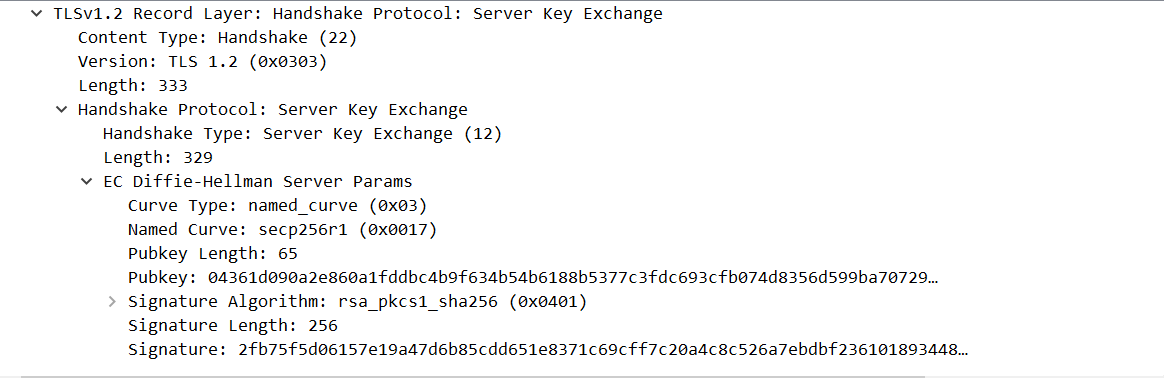 TLSv1.2 Record Layer: Handshake Protocol: Server Key Exchange
Content Type: Handshake (22)
Version: TLS 1.2 (0x0303)
Length: 333
Handshake Protocol: Server Key Exchange
Handshake Type: Server Key Exchange (12)
Length: 329
EC Diffie-Hellman Server Params
Curve Type: named_curve (0x03)
Named Curve: secp256r1 (0x0017)
Pubkey Length: 65
Pubkey: 04361d090a2e860a1fddbc4b9f634b54b6188b5377c3fdc693cfb074d8356d599ba70729…
Signature Algorithm: rsa_pkcs1_sha256 (0x0401)
Signature Length: 256
Signature: 2fb75f5d06157e19a47d6b85cdd651e8371c69cff7c20a4c8c526a7ebdbf236101893448…